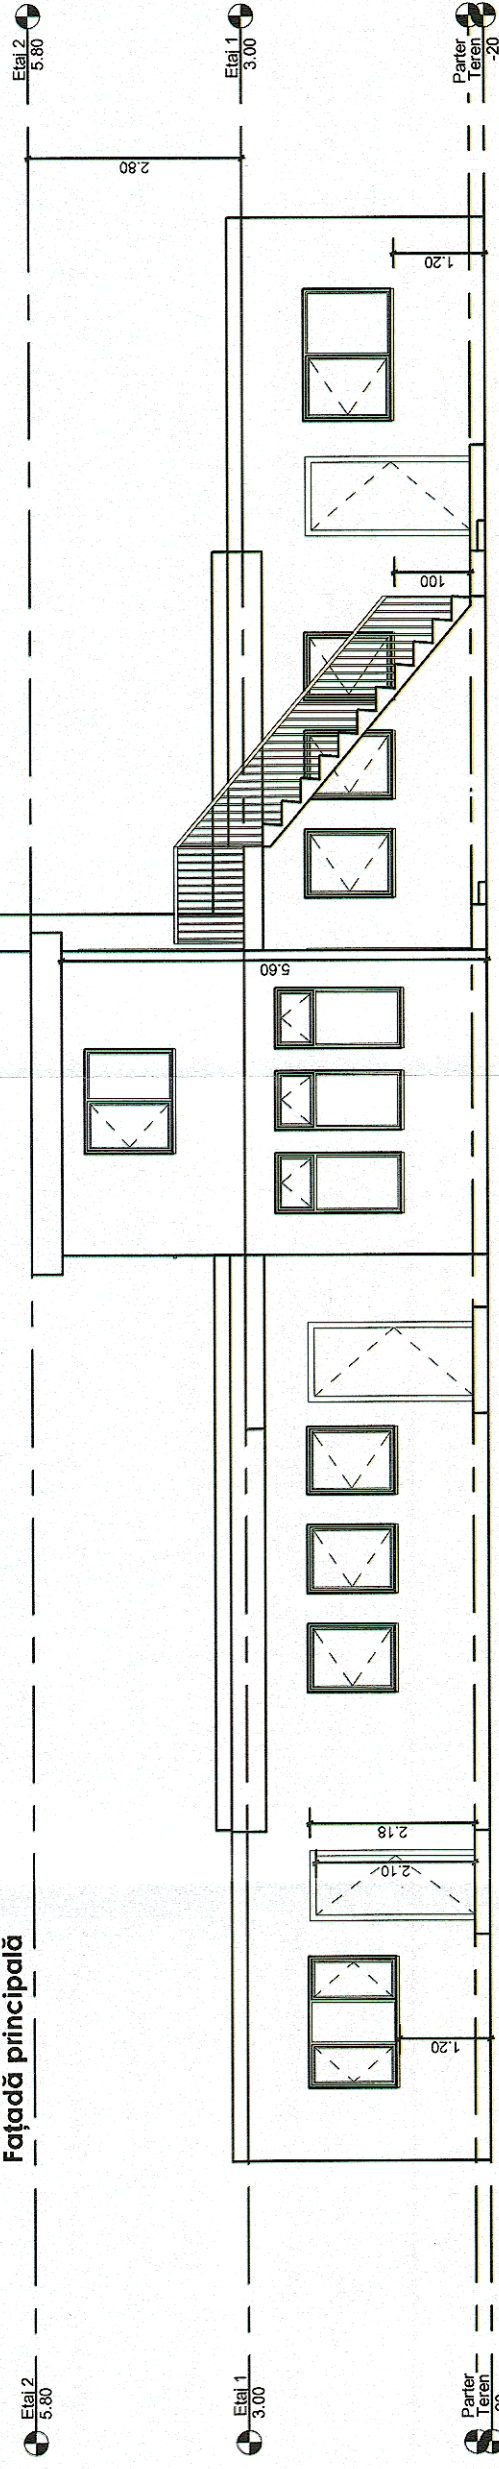 Fațadă principală
Etaj 2
5.80
Etaj 1
3.00
Parter
Teren
Etaj 2
5.80
Etaj 1
3.00
Parter
Teren
-20
2.80
1.20
100
5.60
2.18
2.10
1.20